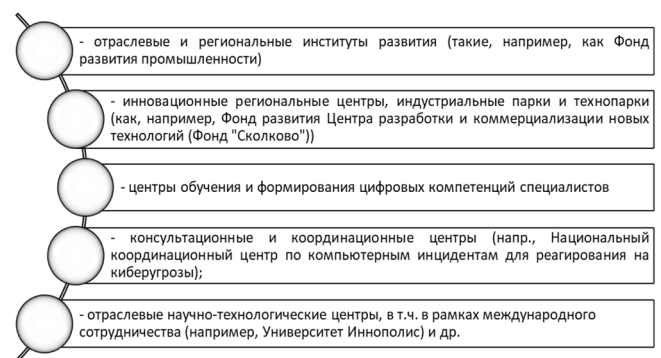 - отраслевые и региональные институты развития (такие, например, как Фонд
развития промышленности)
- инновационные региональные центры, индустриальные парки и технопарки
(как, например, Фонд развития Центра разработки и коммерциализации новых
технологий (Фонд "Сколково"))
- центры обучения и формирования цифровых компетенций специалистов
- консультационные и координационные центры (напр., Национальный
координационный центр по компьютерным инцидентам для реагирования на
киберугрозы);
- отраслевые научно-технологические центры, в т.ч. в рамках международного
сотрудничества (например, Университет Иннополис) и др.